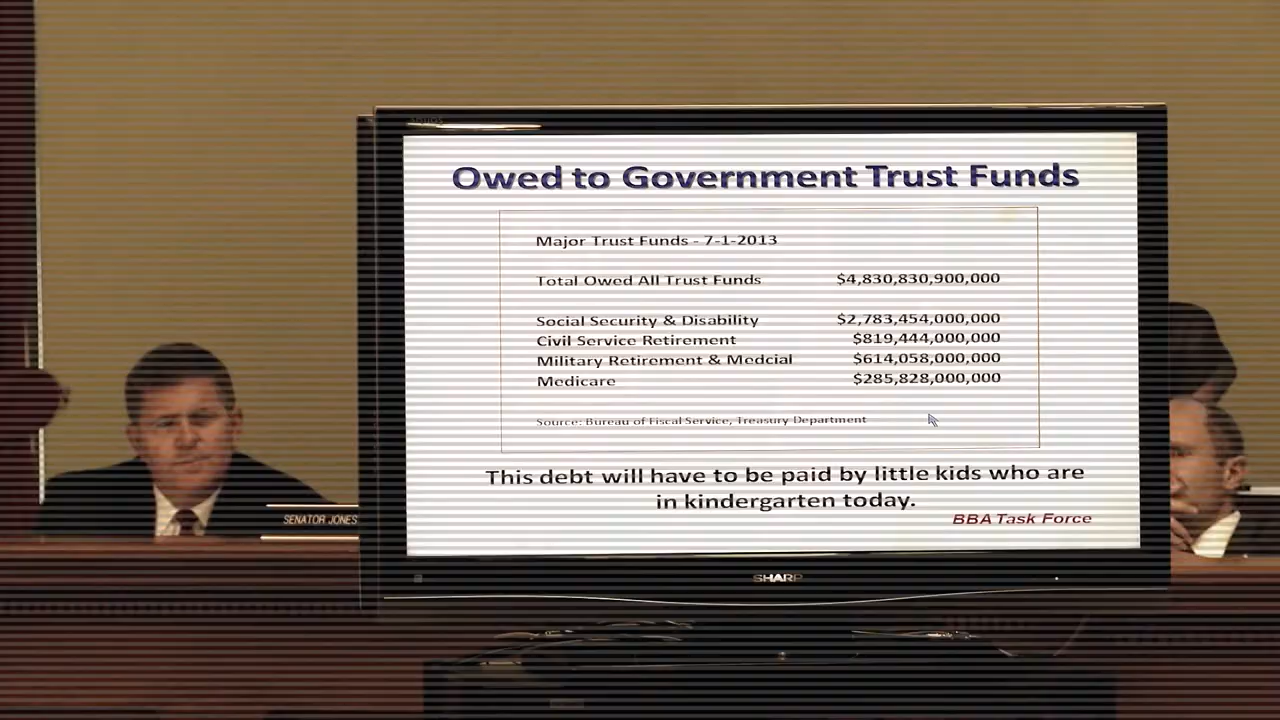 Owed to Government Trust Funds
Major Trust Funds - 7-1-2013
Total Owed All Trust Funds $4,830,830,900,000
Social Security & Disability $2,783,454,000,000
Civil Service Retirement $819,444,000,000
Military Retirement & Medcial $614,058,000,000
Medicare $285,828,000,000
Source: Bureau of Fiscal Service, Treasury Department
This debt will have to be paid by little kids who are
in kindergarten today.
BBA Task Force
SENATOR JONES
SHARP